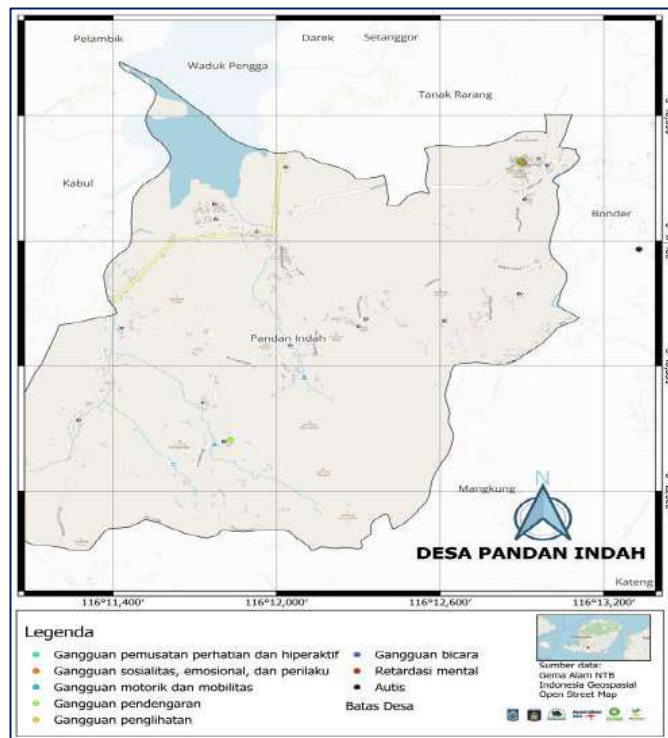 Pelambik
Darek
Setanggor
Waduk Pengga
Tanak Rarang
Kabul
Bonder
Pandan Indah
Mangkung
N
DESA PANDAN INDAH
Kateng
116°11,400'
116°12,000'
116°12,600'
116°13,200'
Legenda
Gangguan pemusatan perhatian dan hiperaktif
Gangguan sosialitas, emosional, dan perilaku
Gangguan motorik dan mobilitas
Gangguan pendengaran
Gangguan penglihatan
Gangguan bicara
Retardasi mental
Autis
Batas Desa
Sumber data:
Gema Alam NTB
Indonesia Geospasial
Open Street Map